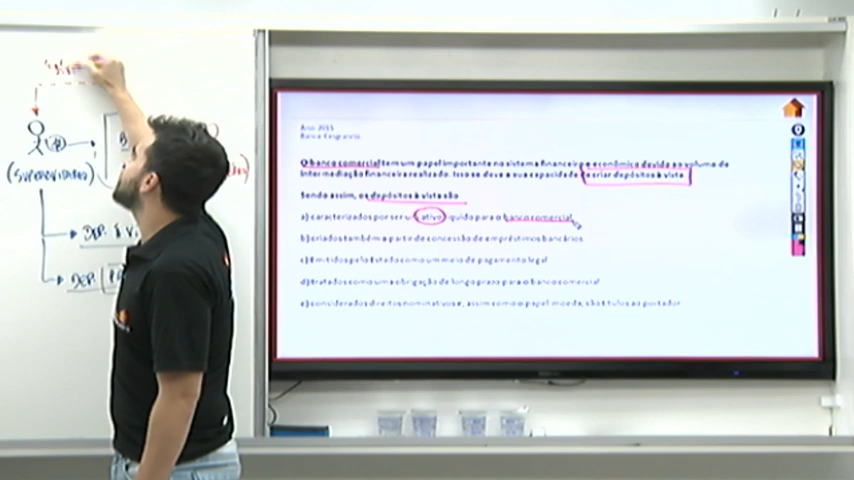 (SUPERAVITÁRIO)
DEP. À VI
DEP.
Ano: 2015
Banca: Cesgranrio
O banco comercial tem um papel importante no sistema financeiro e econômico devido ao volume de
intermediação financeira realizado. Isso se deve a sua capacidade de criar depósitos à vista.
Sendo assim, os depósitos à vista são
a) caracterizados por ser um ativo líquido para o banco comercial
b) criados também a partir de concessão de empréstimos bancários
c) emitidos pelo Estado como um meio de pagamento legal
d) tratados como uma obrigação de longo prazo para o banco comercial
e) considerados direitos nominativos e, assim como o papel-moeda, são títulos ao portador